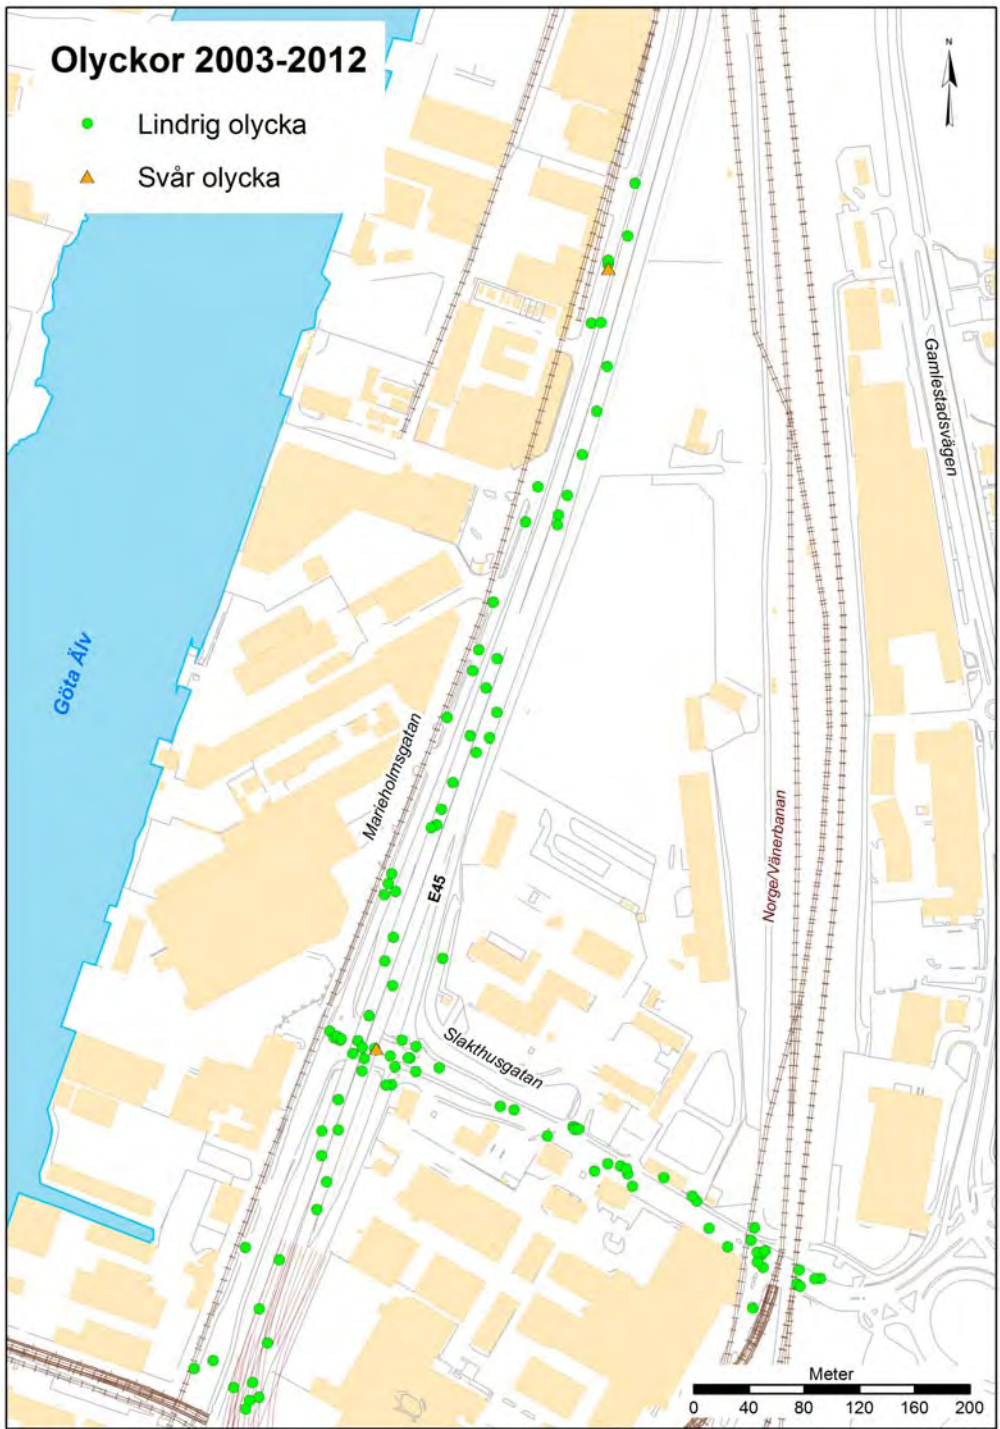 Olyckor 2003-2012
Lindrig olycka
Svår olycka
N
Gamlestadsvägen
Göta Älv
Marieholmsgatan
E45
Norge/Vänerbanan
Slakthusgatan
Meter
0 40 80 120 160 200